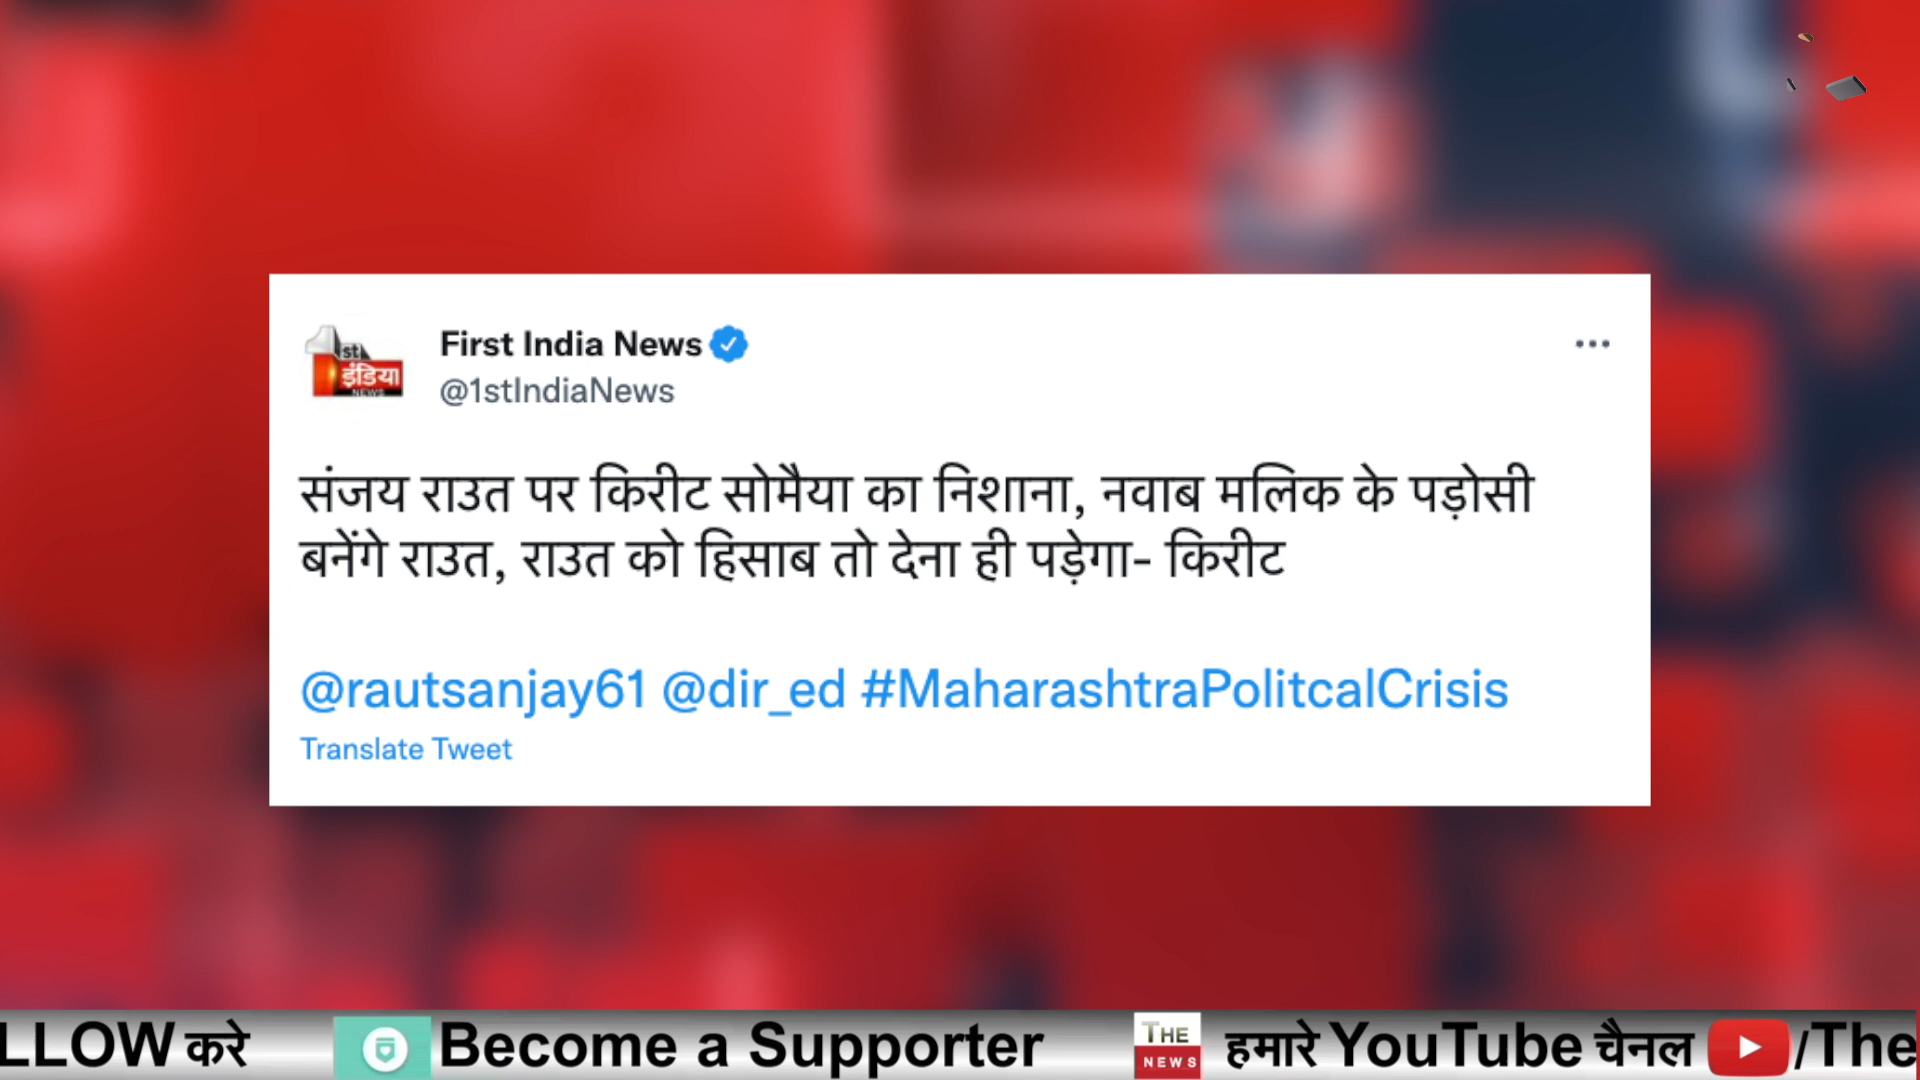 First India News
@1stIndiaNews
1st
इंडिया
NEWS
संजय राउत पर किरीट सोमैया का निशाना, नवाब मलिक के पड़ोसी
बनेंगे राउत, राउत को हिसाब तो देना ही पड़ेगा- किरीट
@rautsanjay61 @dir_ed #MaharashtraPolitcalCrisis
Translate Tweet
LLOW करे Become a Supporter THE NEWS हमारे YouTube चैनल /The